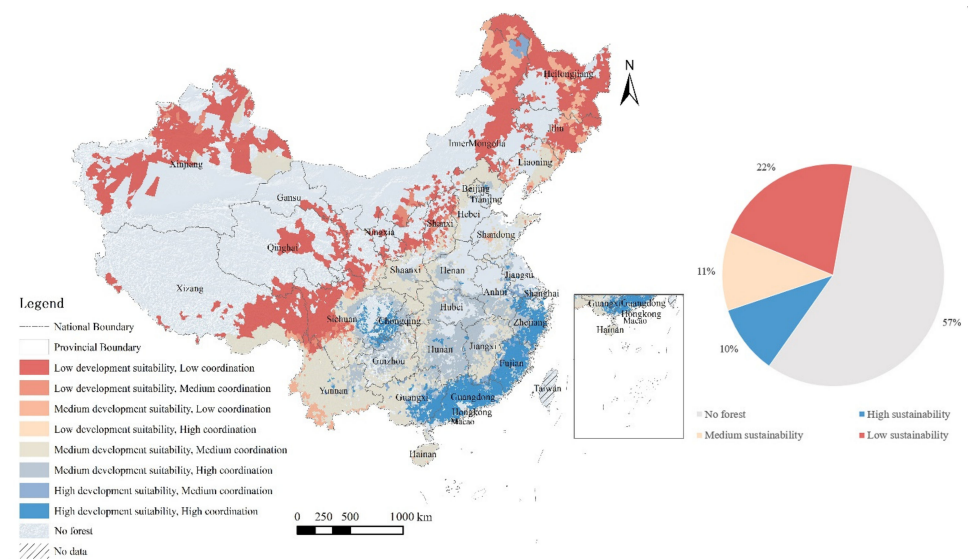 N
Heilongjiang
Jilin
InnerMongolia
Liaoning
Xinjiang
Beijing
Tianjing
Gansu
Hebei
Shanxi
Ningxia
Shandong
Qinghai
Shaanxi
Henan
Jiangsu
Xizang
Anhui
Shanghai
Hubei
Sichuan
Chongqing
Zhejiang
Hunan
Jiangxi
Guizhou
Fujian
Yunnan
Guangxi
Guangdong
Taiwan
Hongkong
Macao
Hainan
Guangxi
Guangdong
Hongkong
Macao
Hainan
Legend
National Boundary
Provincial Boundary
Low development suitability, Low coordination
Low development suitability, Medium coordination
Medium development suitability, Low coordination
Low development suitability, High coordination
Medium development suitability, Medium coordination
Medium development suitability, High coordination
High development suitability, Medium coordination
High development suitability, High coordination
No forest
No data
0 250 500 1000 km
22%
11%
10%
57%
No forest
High sustainability
Medium sustainability
Low sustainability